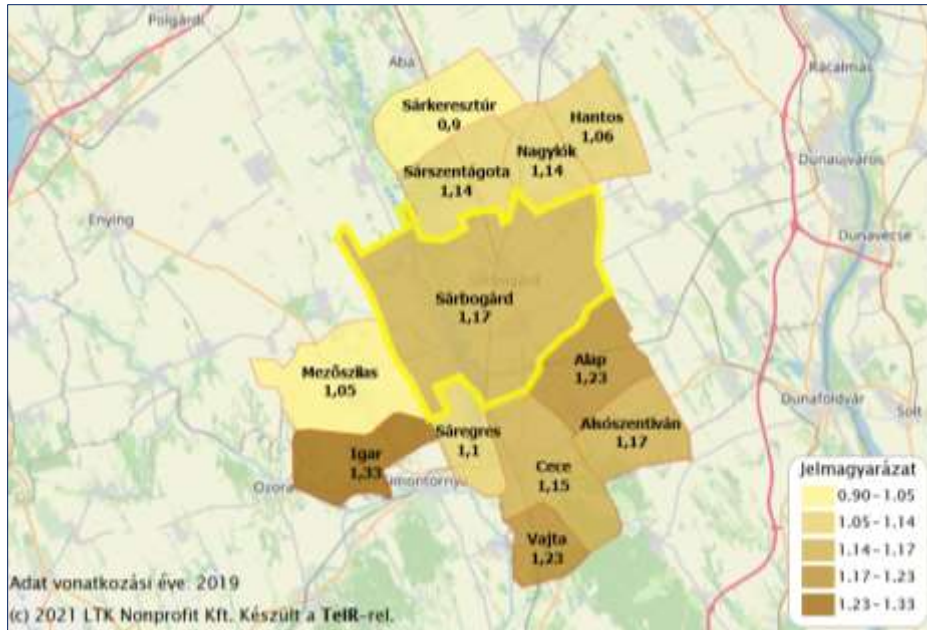 Polgárdi
Aba
Rácalmás
Sárkeresztúr
0,9
Hantos
1,06
Nagylók
1,14
Sárszentágota
1,14
Dunaújváros
Enying
Dunavecse
Sárbogárd
1,17
Mezőszilas
1,05
Alap
1,23
Dunaföldvár
Solt
Alsószentiván
1,17
Sáregres
1,1
Igar
1,33
Ozora
Cece
1,15
Vajta
1,23
Jelmagyarázat
0.90-1.05
1.05-1.14
1.14-1.17
1.17-1.23
1.23-1.33
Adat vonatkozási éve: 2019
(c) 2021 LTK Nonprofit Kft. Készült a TeIR-rel.